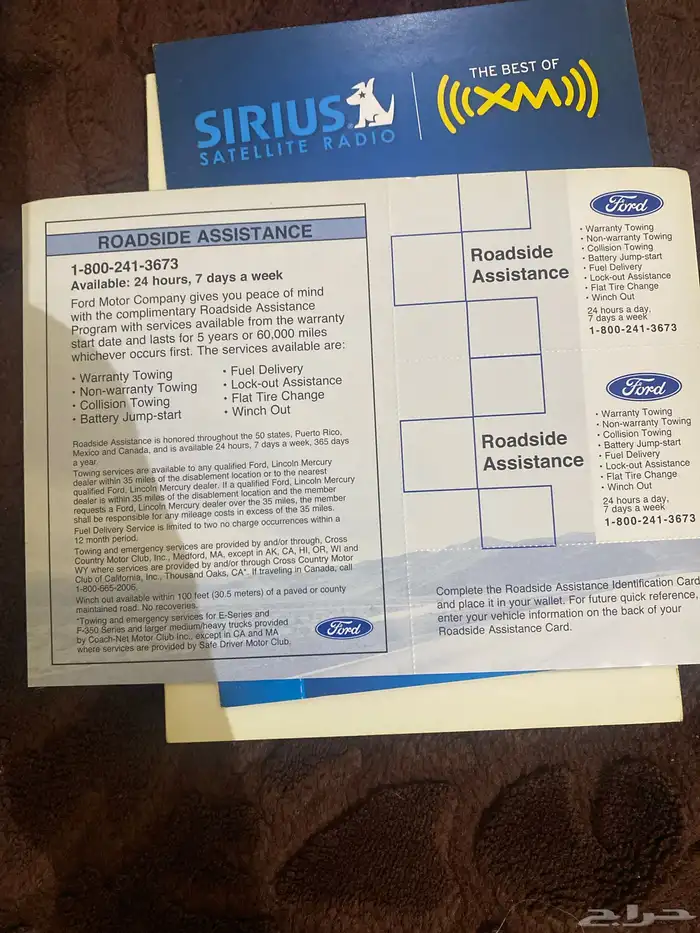 SIRIUS
SATELLITE RADIO
THE BEST OF
XM
ROADSIDE ASSISTANCE
1-800-241-3673
Available: 24 hours, 7 days a week
Ford Motor Company gives you peace of mind
with the complimentary Roadside Assistance
Program with services available from the warranty
start date and lasts for 5 years or 60,000 miles
whichever occurs first. The services available are:
• Warranty Towing
• Non-warranty Towing
• Collision Towing
• Battery Jump-start
• Fuel Delivery
• Lock-out Assistance
• Flat Tire Change
• Winch Out
Roadside Assistance is honored throughout the 50 states, Puerto Rico,
Mexico and Canada, and is available 24 hours, 7 days a week, 365 days
a year.
Towing services are available to any qualified Ford, Lincoln Mercury
dealer within 35 miles of the disablement location or to the nearest
qualified Ford, Lincoln Mercury dealer. If a qualified Ford, Lincoln Mercury
dealer is within 35 miles of the disablement location and the member
requests a Ford, Lincoln Mercury dealer over the 35 miles, the member
shall be responsible for any mileage costs in excess of the 35 miles.
Fuel Delivery Service is limited to two no charge occurrences within a
12 month period.
Towing and emergency services are provided by and/or through, Cross
Country Motor Club, Inc., Medford, MA, except in AK, CA, HI, OR, WI and
WY where services are provided by and/or through Cross Country Motor
Club of California, Inc., Thousand Oaks, CA*. If traveling in Canada, call
1-800-665-2006.
Winch out available within 100 feet (30.5 meters) of a paved or county
maintained road. No recoveries.
*Towing and emergency services for E-Series and
F-350 Series and larger medium/heavy trucks provided
by Coach-Net Motor Club Inc., except in CA and MA
where services are provided by Safe Driver Motor Club.
Ford
Roadside
Assistance
Ford
• Warranty Towing
• Non-warranty Towing
• Collision Towing
• Battery Jump-start
• Fuel Delivery
• Lock-out Assistance
• Flat Tire Change
• Winch Out
24 hours a day,
7 days a week
1-800-241-3673
Roadside
Assistance
Ford
• Warranty Towing
• Non-warranty Towing
• Collision Towing
• Battery Jump-start
• Fuel Delivery
• Lock-out Assistance
• Flat Tire Change
• Winch Out
24 hours a day,
7 days a week
1-800-241-3673
Complete the Roadside Assistance Identification Card
and place it in your wallet. For future quick reference,
enter your vehicle information on the back of your
Roadside Assistance Card.
حراج